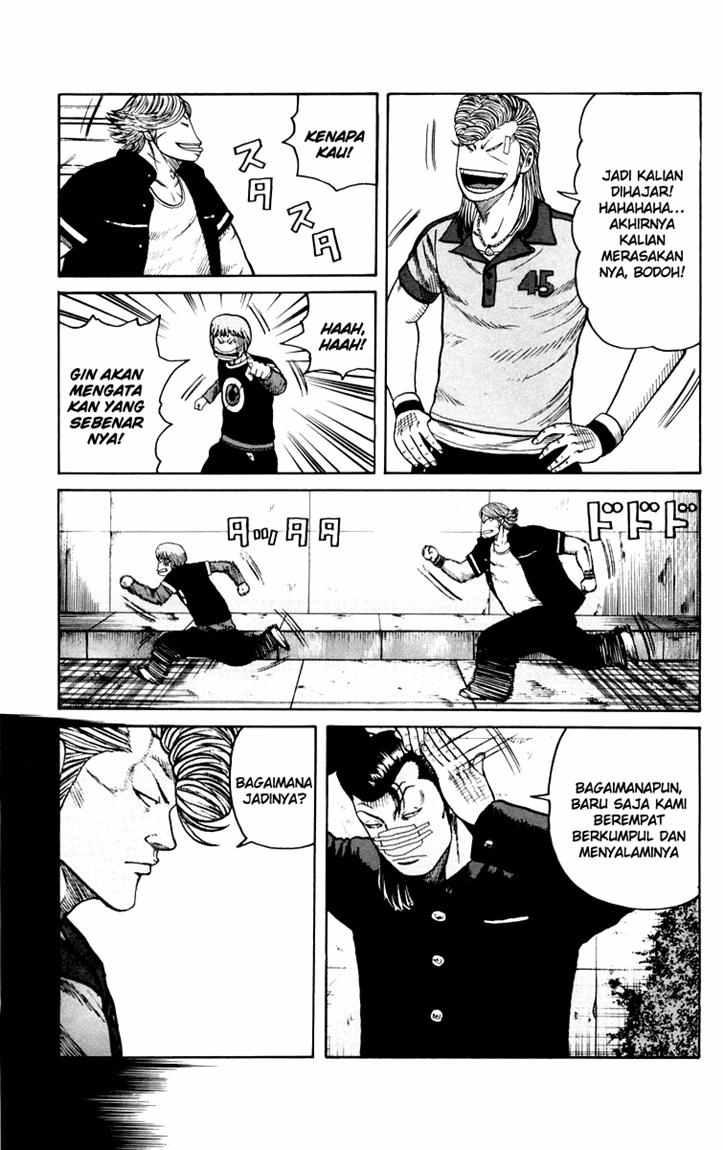 JADI KALIAN
DIHAJAR!
HAHAHAHA...
AKHIRNYA
KALIAN
MERASAKAN
NYA, BODOH!
45
KENAPA
KAU!
スタ
スタ
HAAH,
HAAH!
GIN AKAN
MENGATA
KAN YANG
SEBENAR
NYA!
ドドド
タッタタ
BAGAIMANAPUN,
BARU SAJA KAMI
BEREMPAT
BERKUMPUL DAN
MENYALAMINYA
BAGAIMANA
JADINYA?